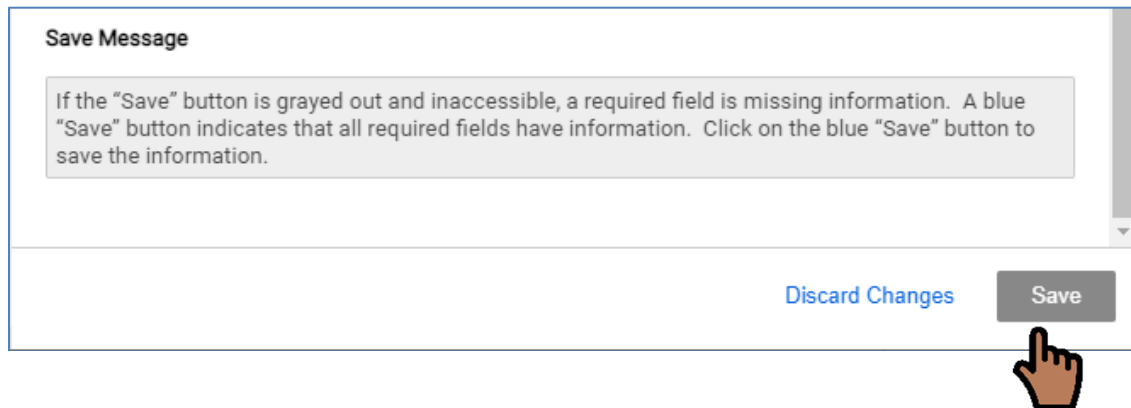 Save Message
If the “Save” button is grayed out and inaccessible, a required field is missing information.  A blue
“Save” button indicates that all required fields have information.  Click on the blue “Save” button to
save the information.
Discard Changes
Save